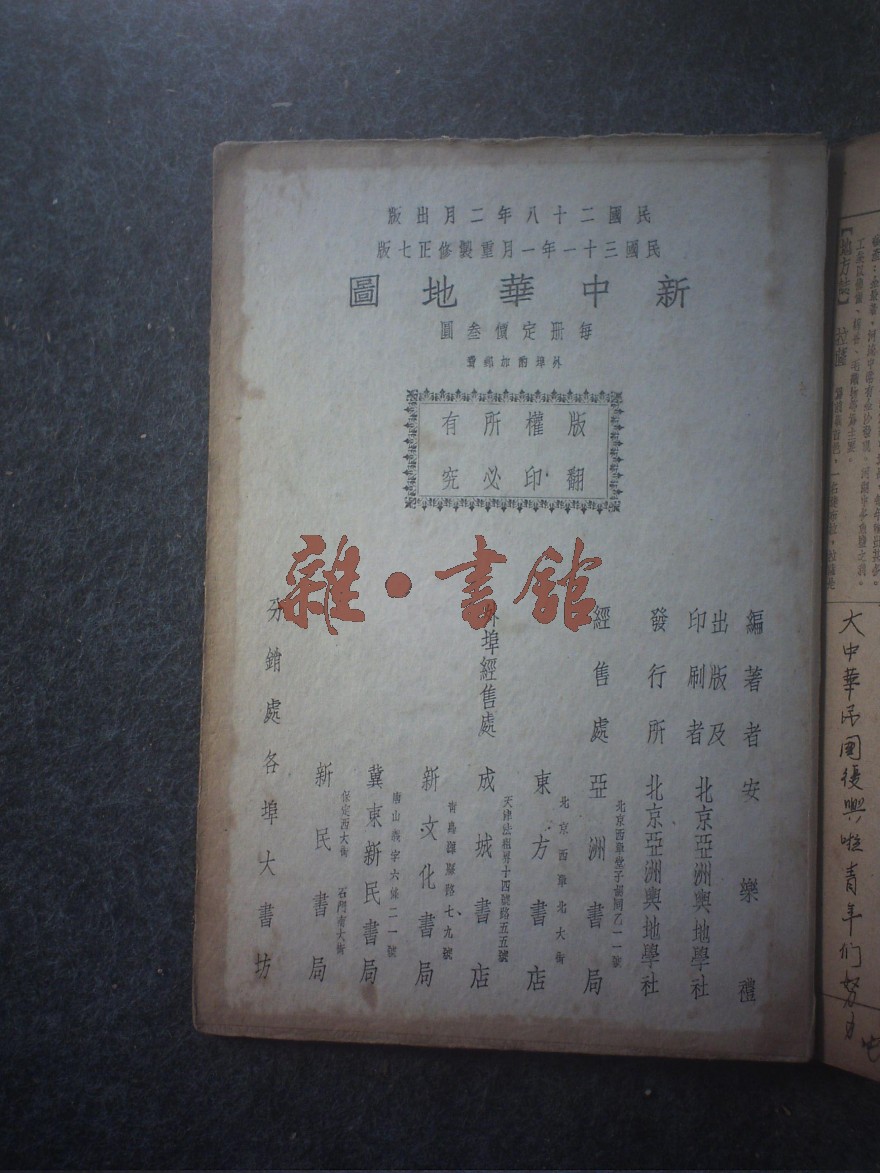 民國二十八年二月出版
民國三十一年一月重製修正七版
新中華地圖
每册定價叁圓
外埠酌加郵費
版權所有
翻印必究
雜·書館
編著者 安樂禮
出版及印刷者 北京亞洲輿地學社
發行所 北京亞洲輿地學社
經售處 亞洲書局 北京西單堂子胡同乙一一號
東方書店 北京西單北大街
外埠經售處 成城書店 天津法租界十四號路五五號
新文化書局 青島 路七九號
冀東新民書局 唐山 六條二一號
新民書局 保定西大街 石門南大街
分銷處 各埠大書坊
【地方誌】
大中華民國復興啦青年们努力